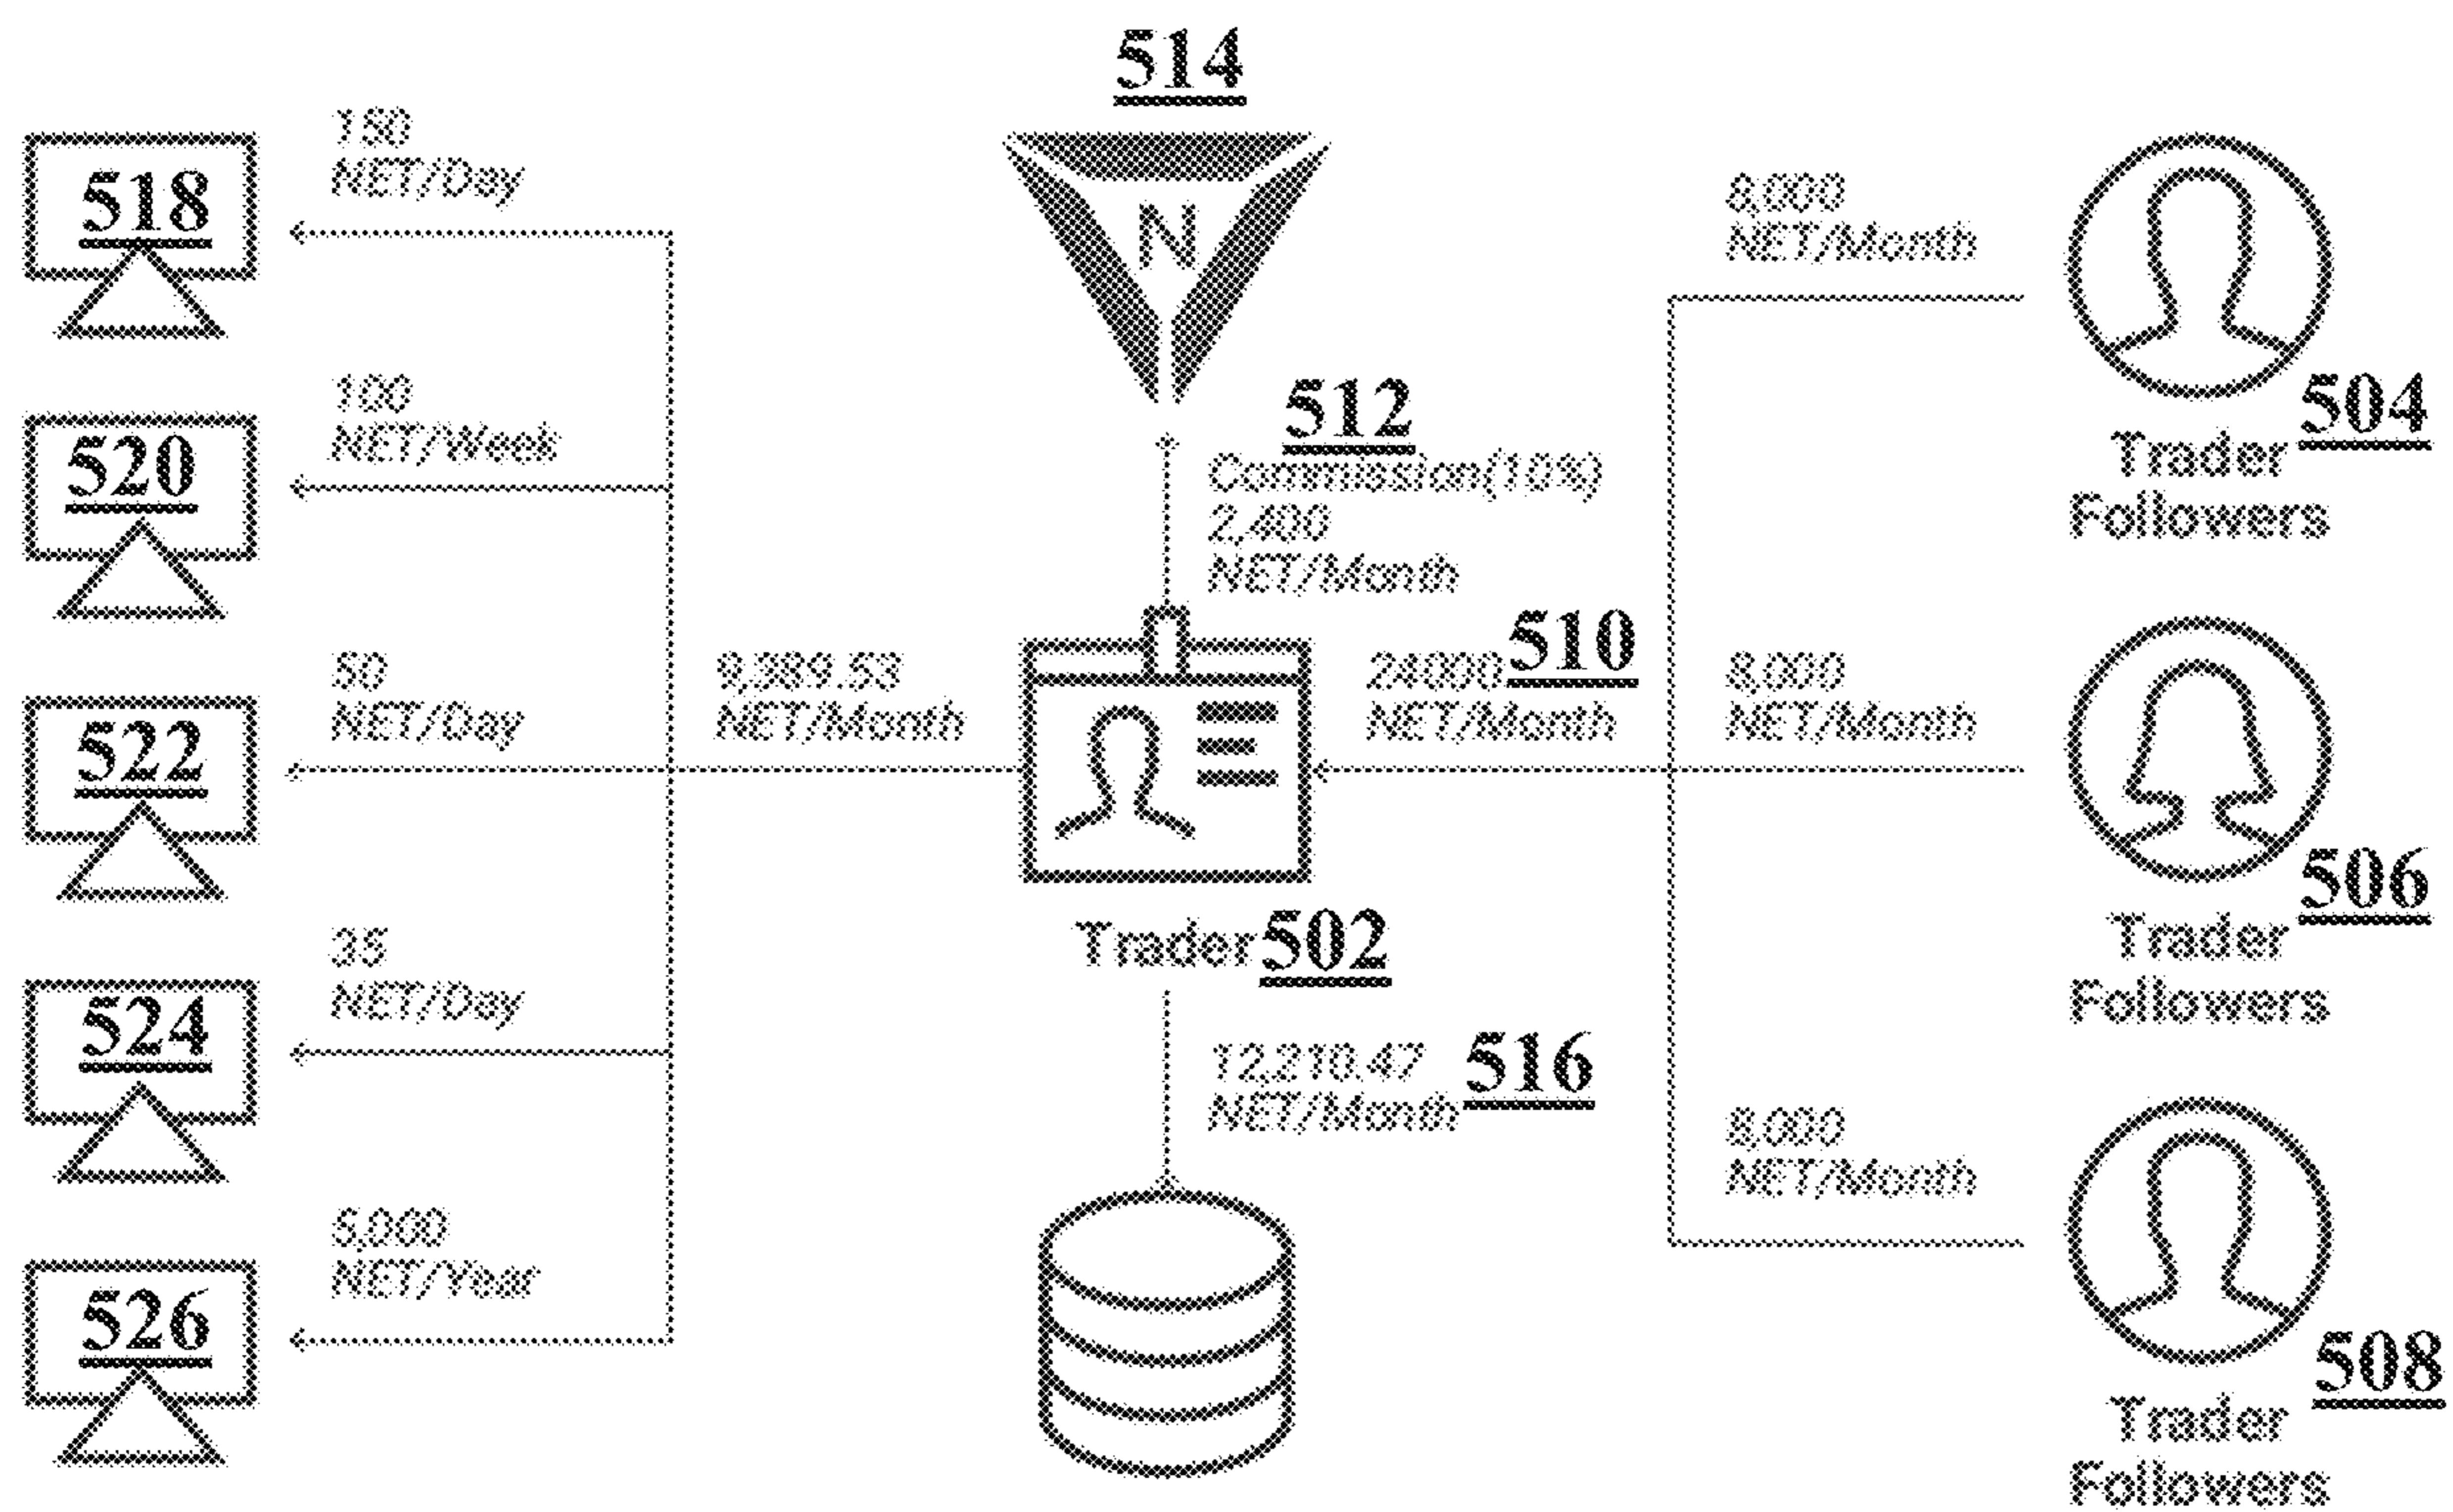 514
180
NET/Day
518
8,000
NET/Month
504
Trader
Followers
100
NET/Week
520
512
Commission(10%)
2,400
NET/Month
50
NET/Day
522
9,389.53
NET/Month
24000
NET/Month
510
8,000
NET/Month
506
Trader
Followers
N
Trader 502
35
NET/Day
524
12,210.47
NET/Month
516
8,000
NET/Month
5,000
NET/Year
526
508
Trader
Followers